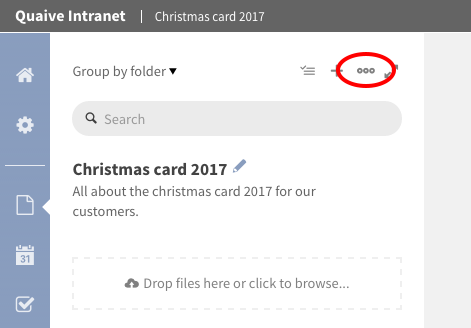 Quaive Intranet | Christmas card 2017
Group by folder
Search
Christmas card 2017
All about the christmas card 2017 for our
customers.
31
Drop files here or click to browse...